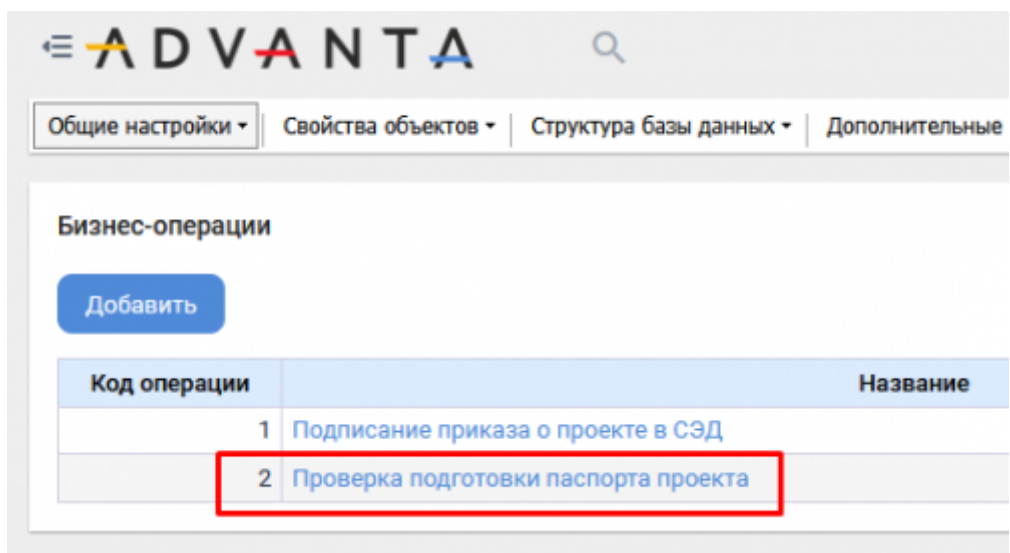 ADVANTA
Общие настройки Свойства объектов Структура базы данных Дополнительные
Бизнес-операции
Добавить
Код операции Название
1 Подписание приказа о проекте в СЭД
2 Проверка подготовки паспорта проекта